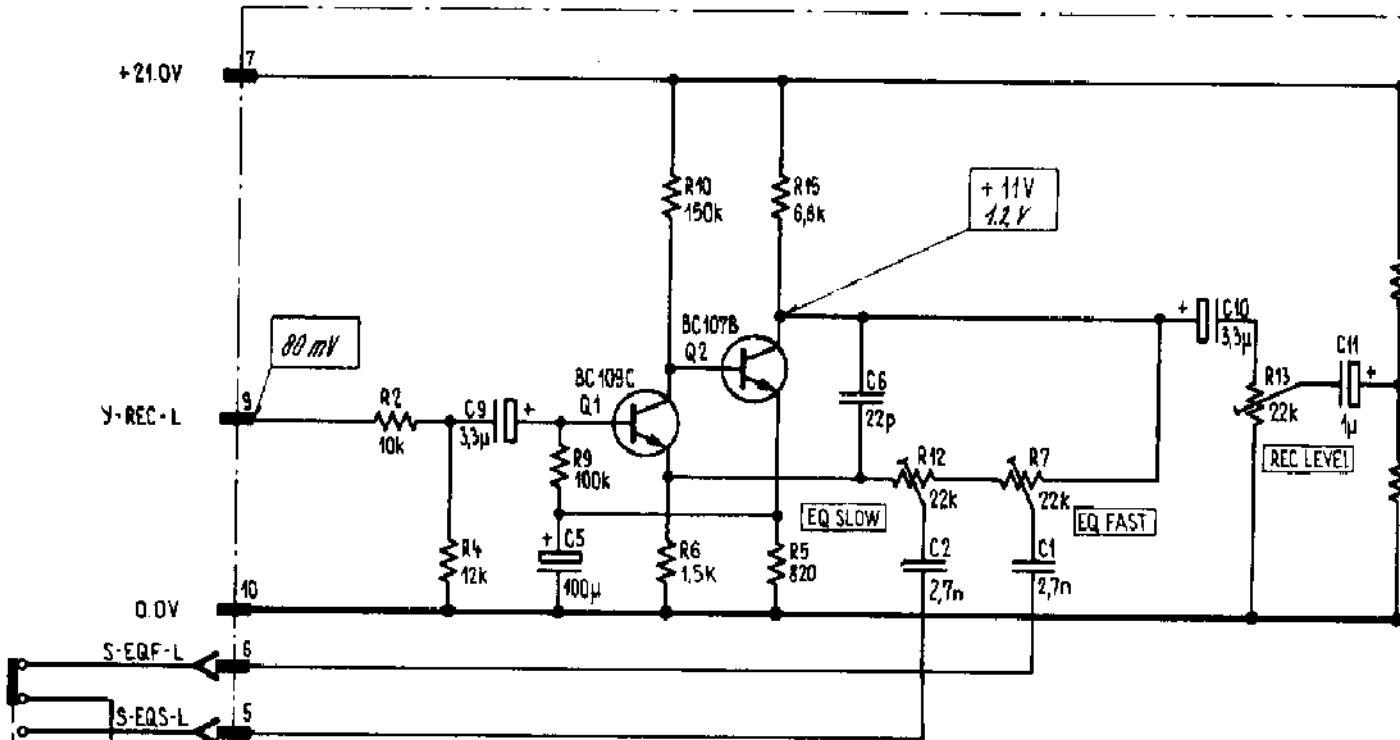 7
+21.0V
R10
150k
R15
6,8k
+ 11V
1.2 V
80 mV
9
Y-REC-L
R2
10k
C9
+
3,3µ
BC109C
Q1
BC107B
Q2
R9
100k
C6
22p
+
C10
3,3µ
R13
22k
C11
+
1µ
REC LEVEL
R12
22k
R7
22k
EQ SLOW
EQ FAST
R4
12k
+
C5
100µ
R6
1,5k
R5
820
C2
2,7n
C1
2,7n
10
0.0V
S-EQF-L
6
S-EQS-L
5